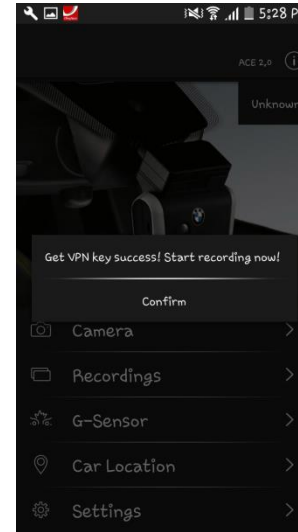 5:28 P
ACE 2,0
Unknown
Get VPN key success! Start recording now!
Confirm
Camera
Recordings
G-Sensor
Car Location
Settings